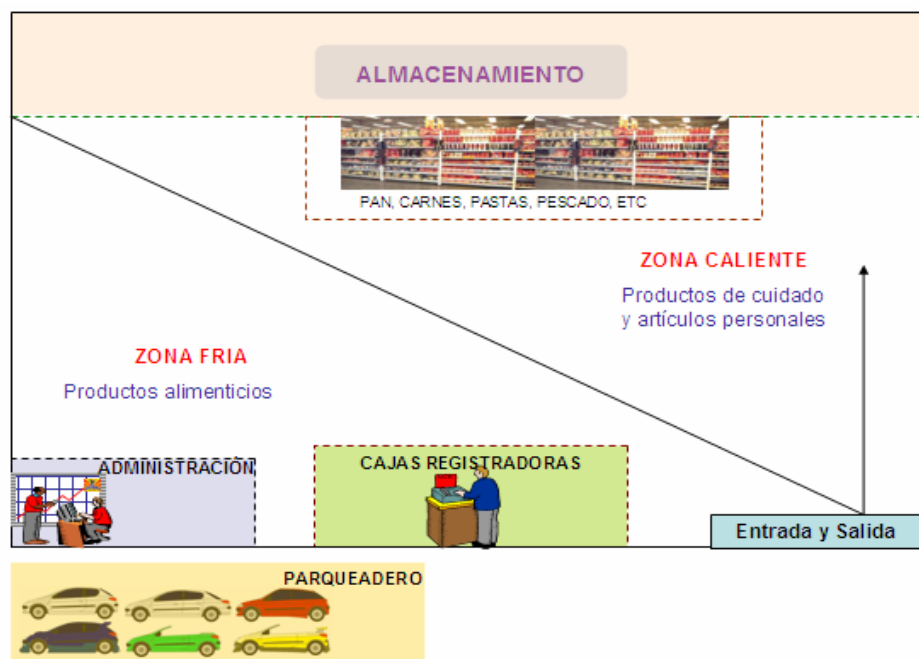 ALMACENAMIENTO
PAN, CARNES, PASTAS, PESCADO, ETC
ZONA CALIENTE
Productos de cuidado
y artículos personales
ZONA FRIA
Productos alimenticios
ADMINISTRACIÓN
CAJAS REGISTRADORAS
Entrada y Salida
PARQUEADERO